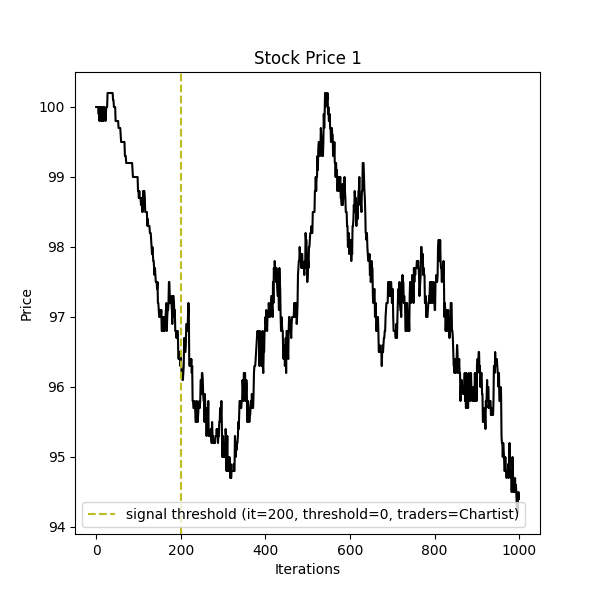 Stock Price 1
Price
100
99
98
97
96
95
94
signal threshold (it=200, threshold=0, traders=Chartist)
0 200 400 600 800 1000
Iterations